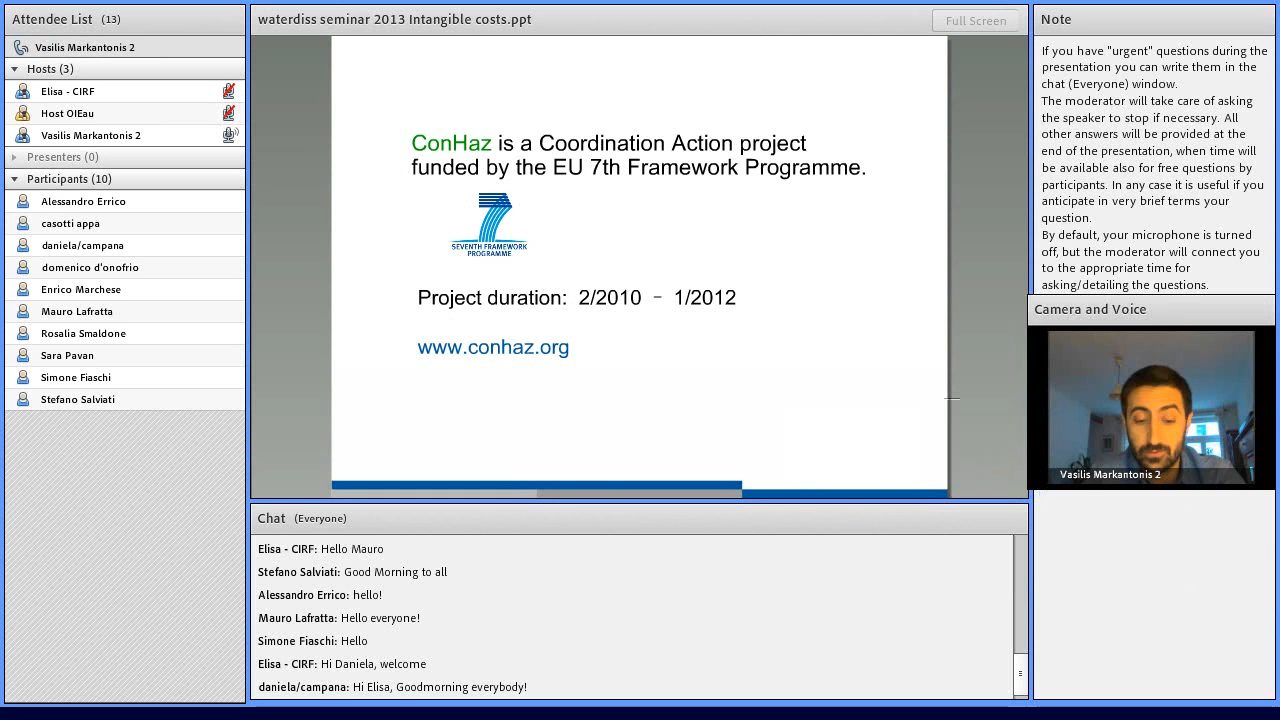 Attendee List (13)
Vasilis Markantonis 2
Hosts (3)
Elisa - CIRF
Host OIEau
Vasilis Markantonis 2
Presenters (0)
Participants (10)
Alessandro Errico
casotti appa
daniela/campana
domenico d'onofrio
Enrico Marchese
Mauro Lafratta
Rosalia Smaldone
Sara Pavan
Simone Fiaschi
Stefano Salviati
waterdiss seminar 2013 Intangible costs.ppt
Full Screen
ConHaz is a Coordination Action project
funded by the EU 7th Framework Programme.
SEVENTH FRAMEWORK
PROGRAMME
Project duration: 2/2010 – 1/2012
www.conhaz.org
Chat (Everyone)
Elisa - CIRF: Hello Mauro
Stefano Salviati: Good Morning to all
Alessandro Errico: hello!
Mauro Lafratta: Hello everyone!
Simone Fiaschi: Hello
Elisa - CIRF: Hi Daniela, welcome
daniela/campana: Hi Elisa, Goodmorning everybody!
Note
If you have "urgent" questions during the
presentation you can write them in the
chat (Everyone) window.
The moderator will take care of asking
the speaker to stop if necessary. All
other answers will be provided at the
end of the presentation, when time will
be available also for free questions by
participants. In any case it is useful if you
anticipate in very brief terms your
question.
By default, your microphone is turned
off, but the moderator will connect you
to the appropriate time for
asking/detailing the questions.
Camera and Voice
Vasilis Markantonis 2